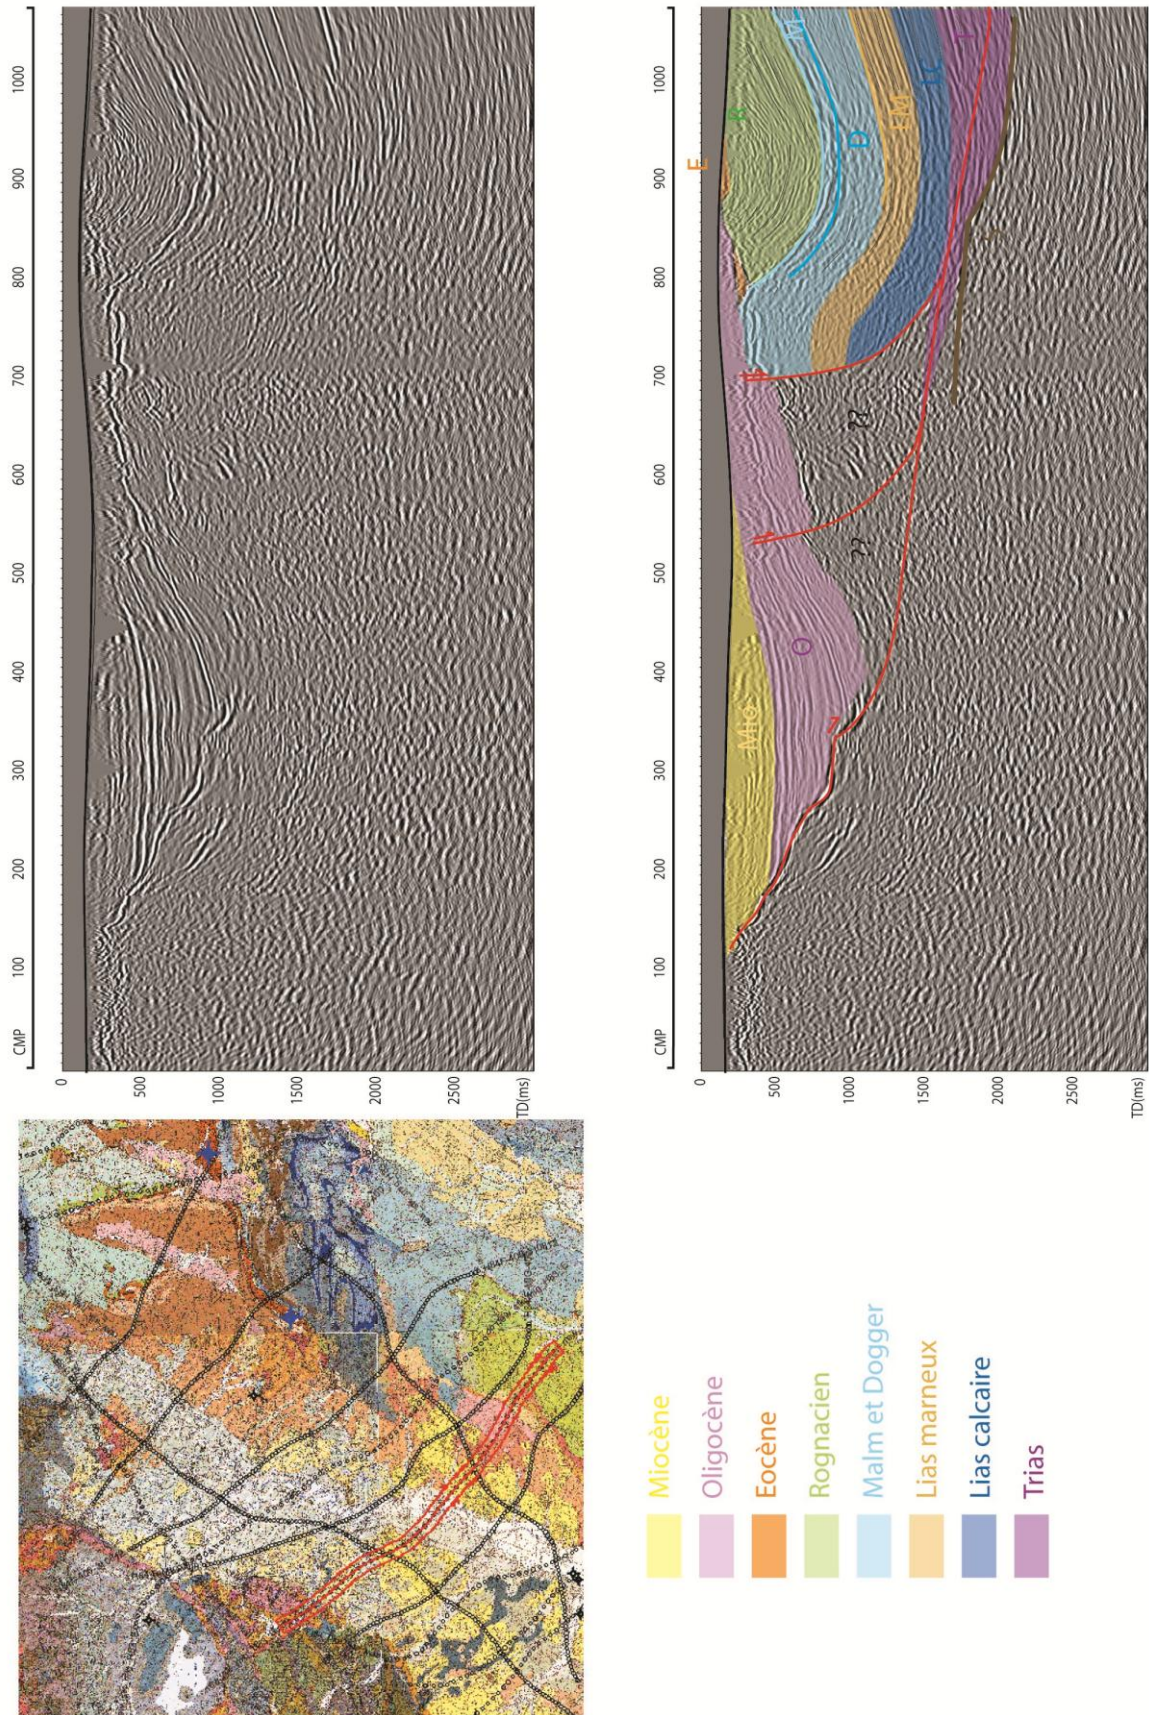 CMP 100 200 300 400 500 600 700 800 900 1000
0
500
1000
1500
2000
2500
TD(ms)
Miocène
Oligocène
Eocène
Rognacien
Malm et Dogger
Lias marneux
Lias calcaire
Trias
CMP 100 200 300 400 500 600 700 800 900 1000
0
500
1000
1500
2000
2500
TD(ms)
E
R
Mio
M
O
D
??
??
LM
LC
T